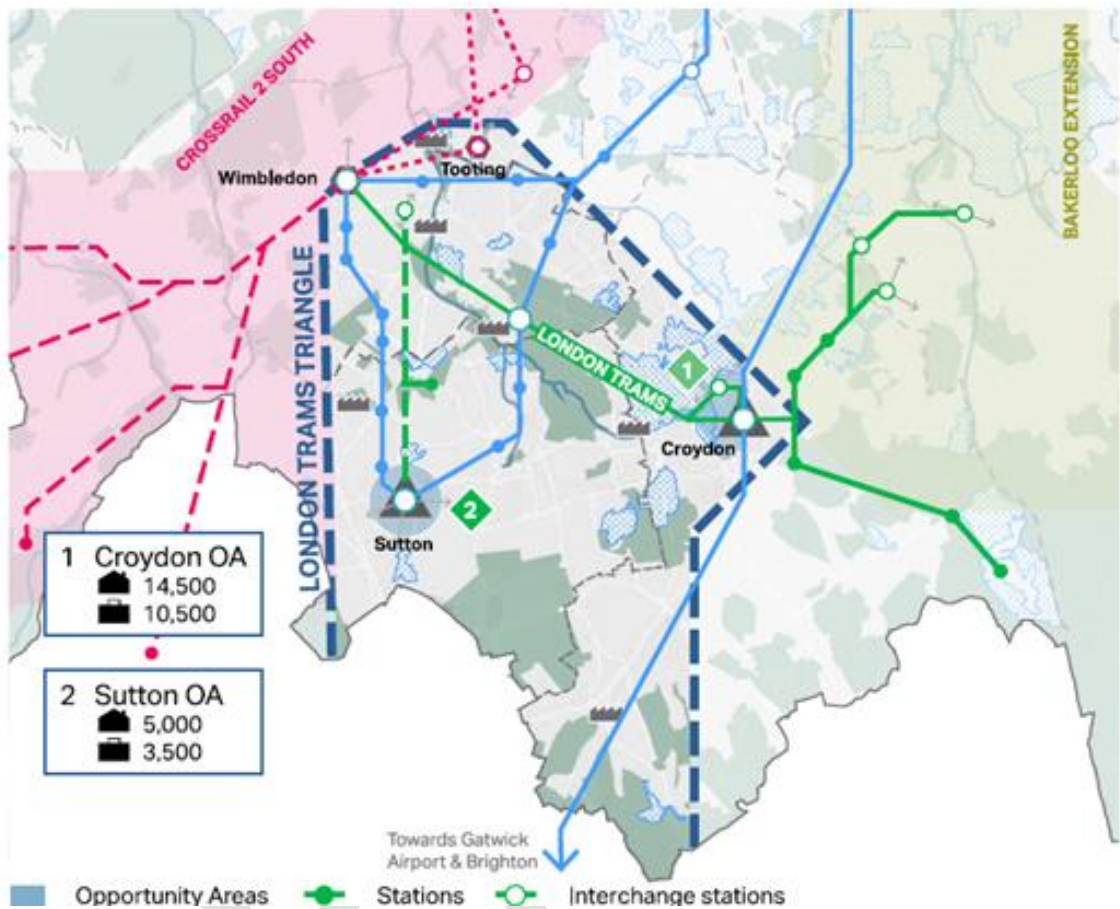 CROSSRAIL 2 SOUTH
BAKERLOO EXTENSION
Wimbledon
Tooting
LONDON TRAMS TRIANGLE
LONDON TRAMS
1
Croydon
2
Sutton
1 Croydon OA
14,500
10,500
2 Sutton OA
5,000
3,500
Towards Gatwick
Airport & Brighton
Opportunity Areas Stations Interchange stations